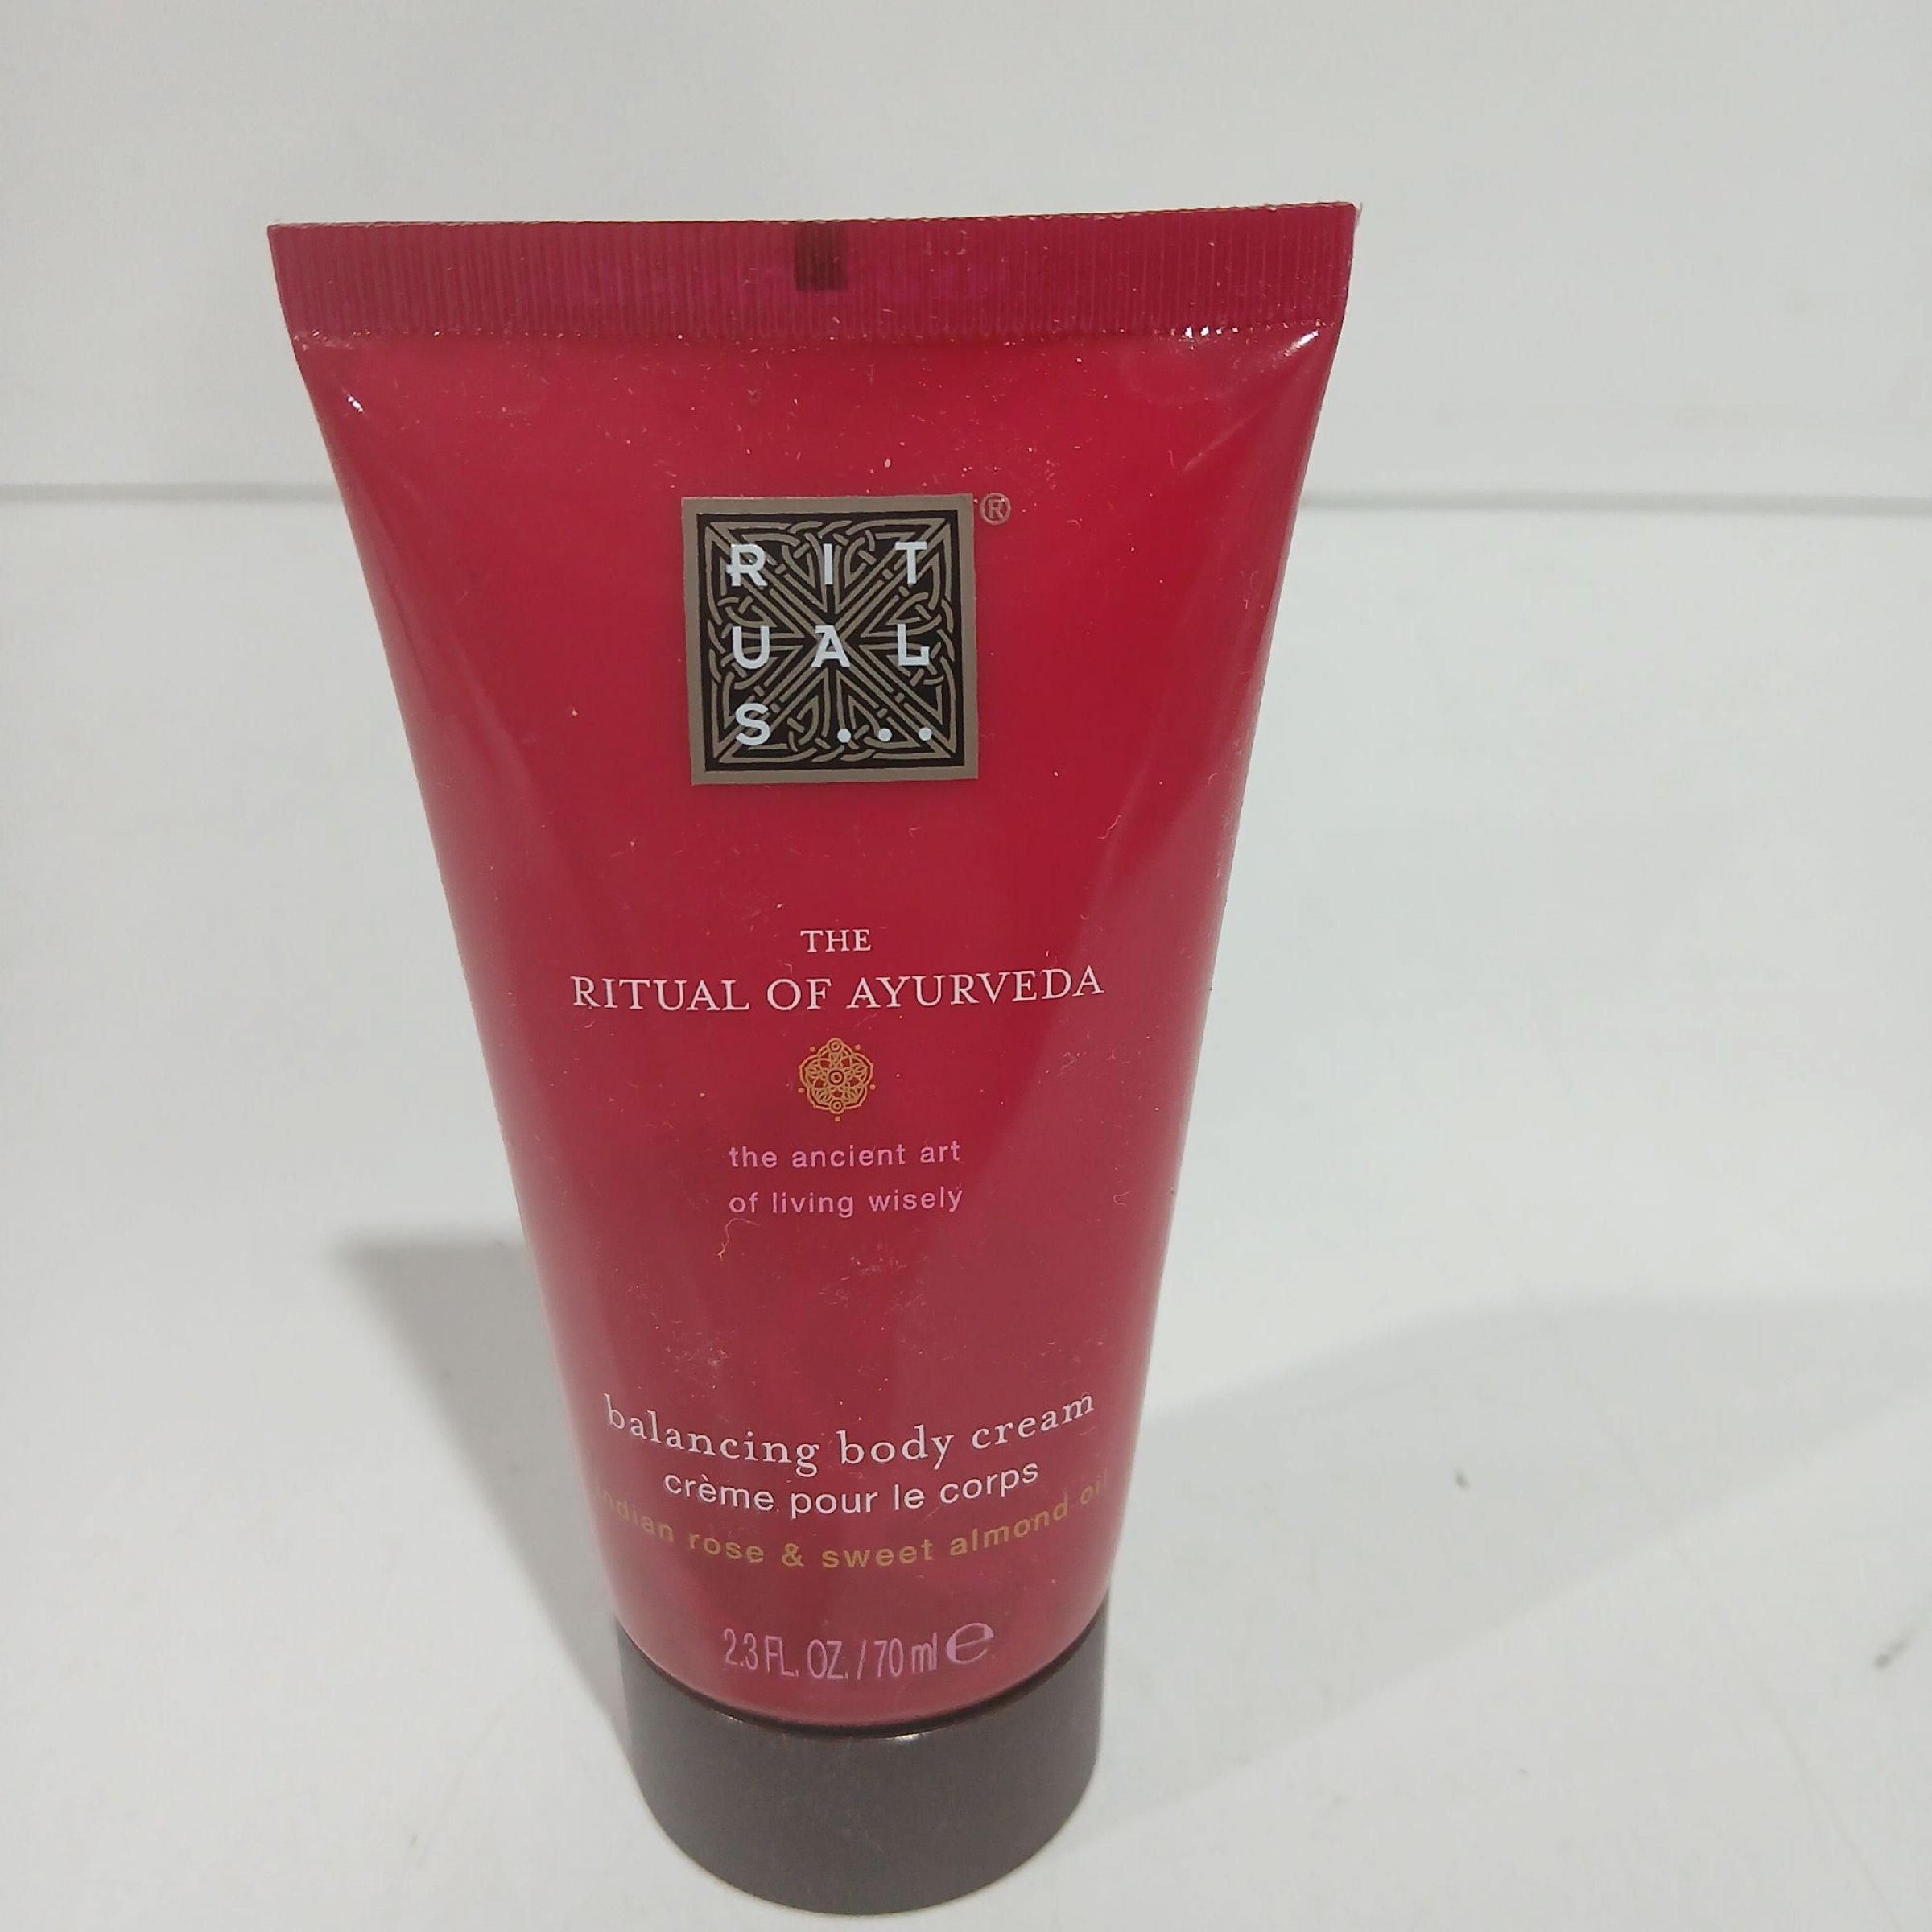 RIT
UAL
S...
®
THE
RITUAL OF AYURVEDA
the ancient art
of living wisely
balancing body cream
crème pour le corps
indian rose & sweet almond oil
2.3 FL. OZ. / 70 ml ℮